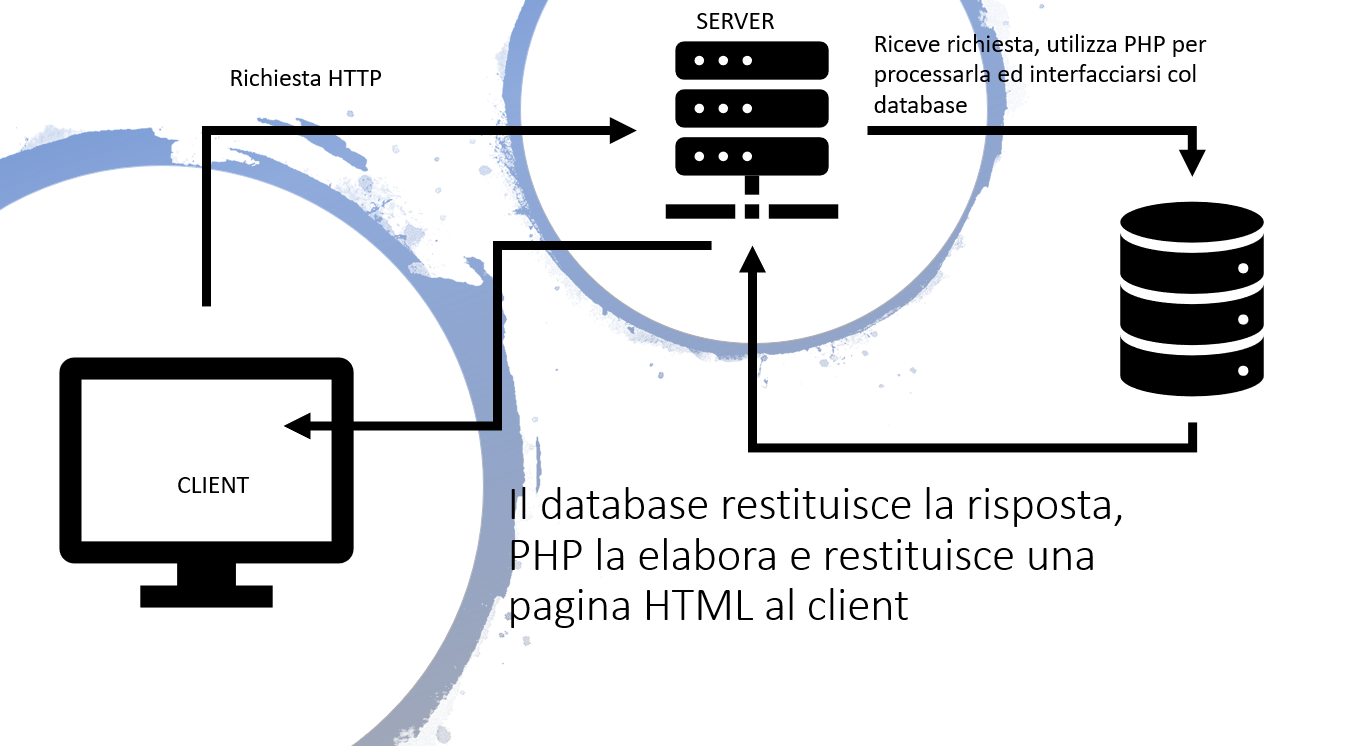 SERVER
Richiesta HTTP
Riceve richiesta, utilizza PHP per
processarla ed interfacciarsi col
database
CLIENT
Il database restituisce la risposta,
PHP la elabora e restituisce una
pagina HTML al client